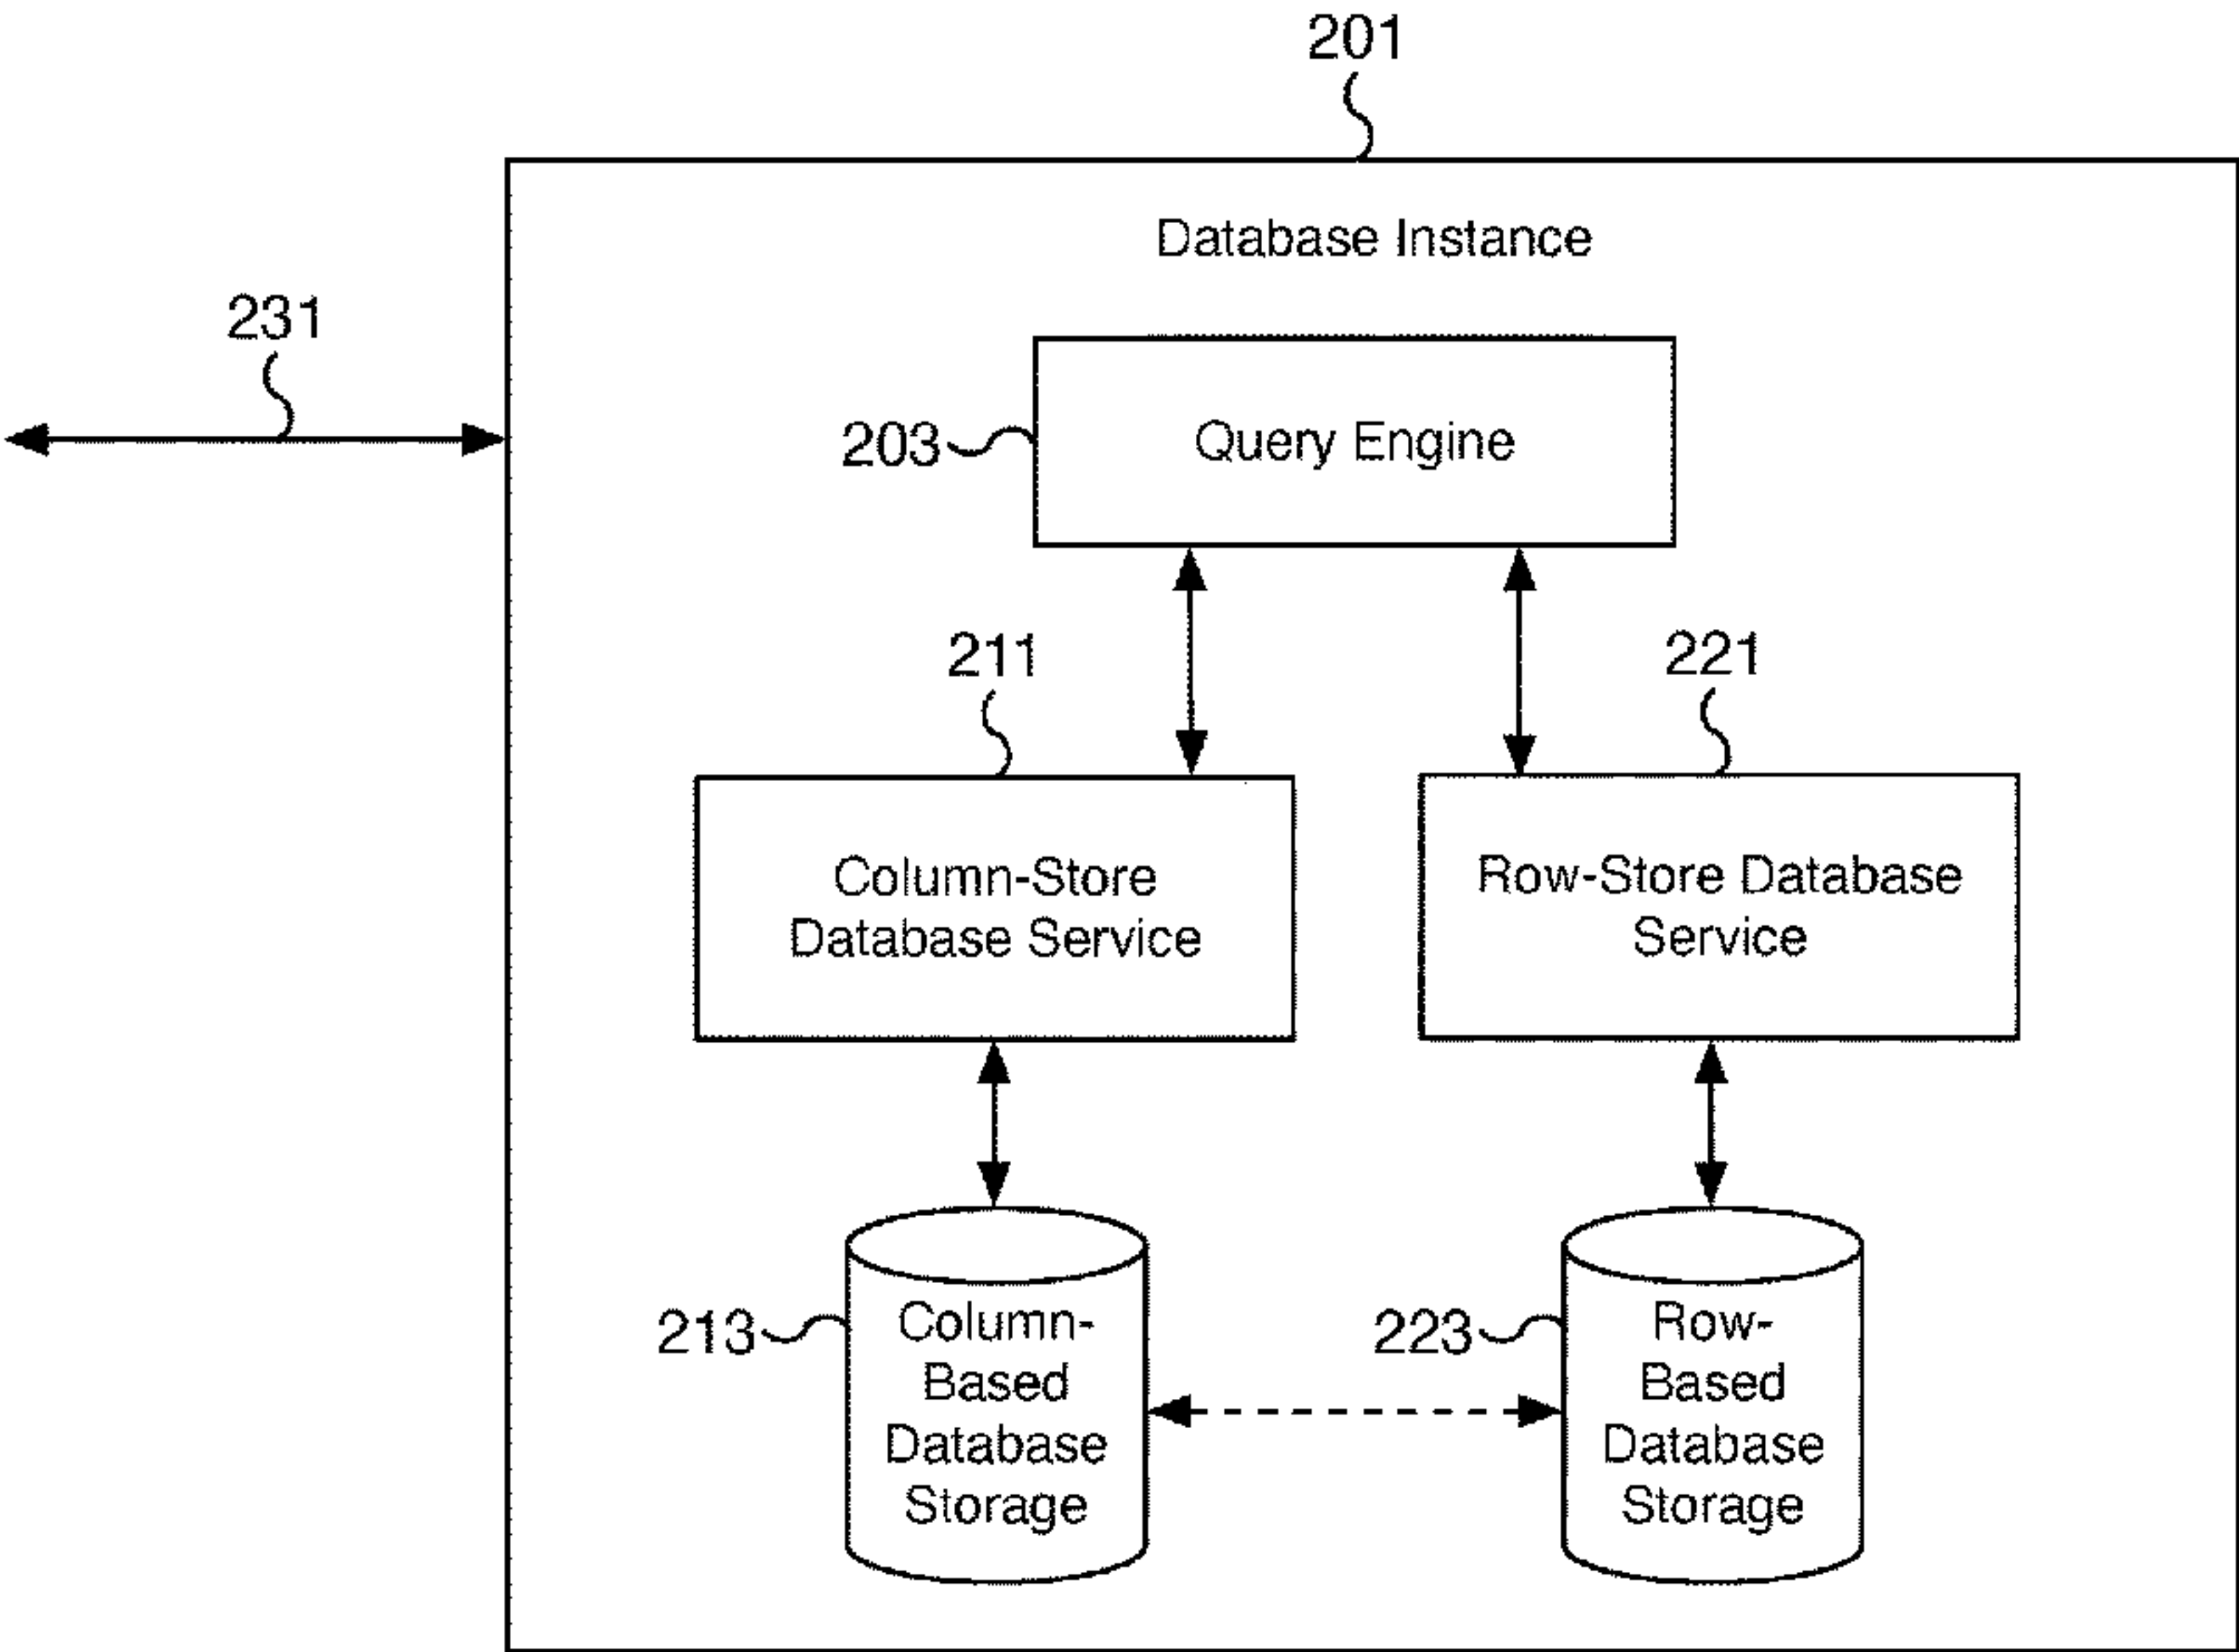 201
Database Instance
231
203
Query Engine
211
221
Column-Store
Database Service
Row-Store Database
Service
213
Column-
Based
Database
Storage
223
Row-
Based
Database
Storage